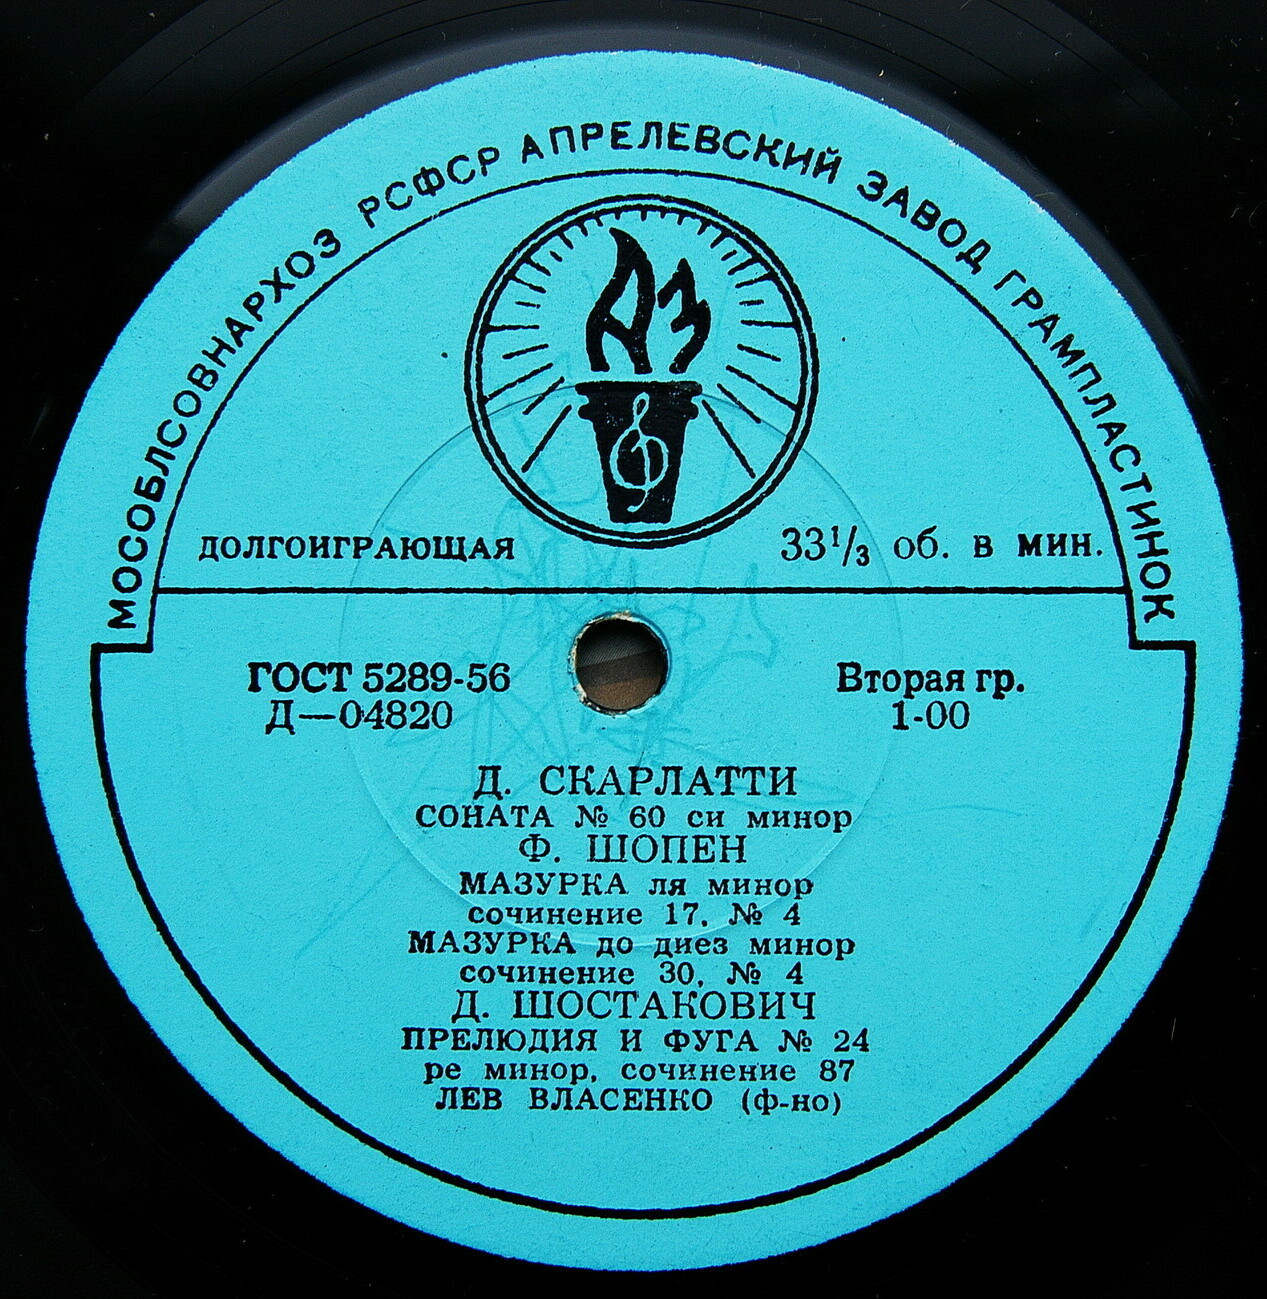 МОСОБЛСОВНАРХОЗ РСФСР АПРЕЛЕВСКИЙ ЗАВОД ГРАМПЛАСТИНОК
АЗ
ДОЛГОИГРАЮЩАЯ 33⅓ об. в мин.
ГОСТ 5289-56 Вторая гр.
Д—04820 1-00
Д. СКАРЛАТТИ
СОНАТА № 60 си минор
Ф. ШОПЕН
МАЗУРКА ля минор
сочинение 17, № 4
МАЗУРКА до диез минор
сочинение 30, № 4
Д. ШОСТАКОВИЧ
ПРЕЛЮДИЯ И ФУГА № 24
ре минор, сочинение 87
ЛЕВ ВЛАСЕНКО (ф-но)